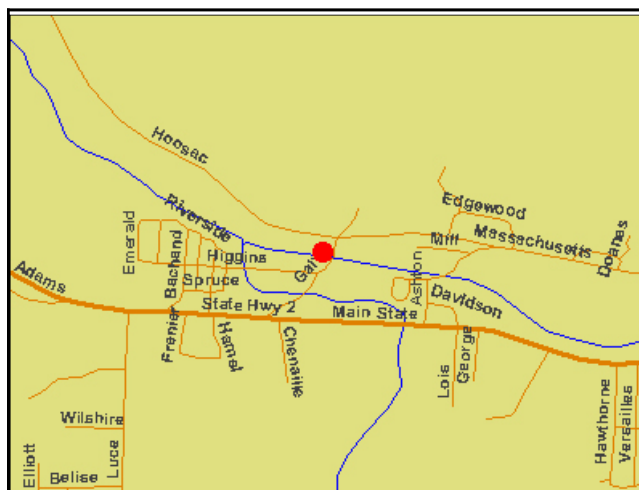 Hoosac
Riverside
Edgewood
Emerald
Bachand
Higgins
Mill
Massachusetts
Doanes
Adams
Spruce
Ashton
State Hwy 2
Main State
Davidson
Frenier
Hamel
Chenaille
Lois
George
Wilshire
Luce
Hawthorne
Versailles
Elliott
Belise